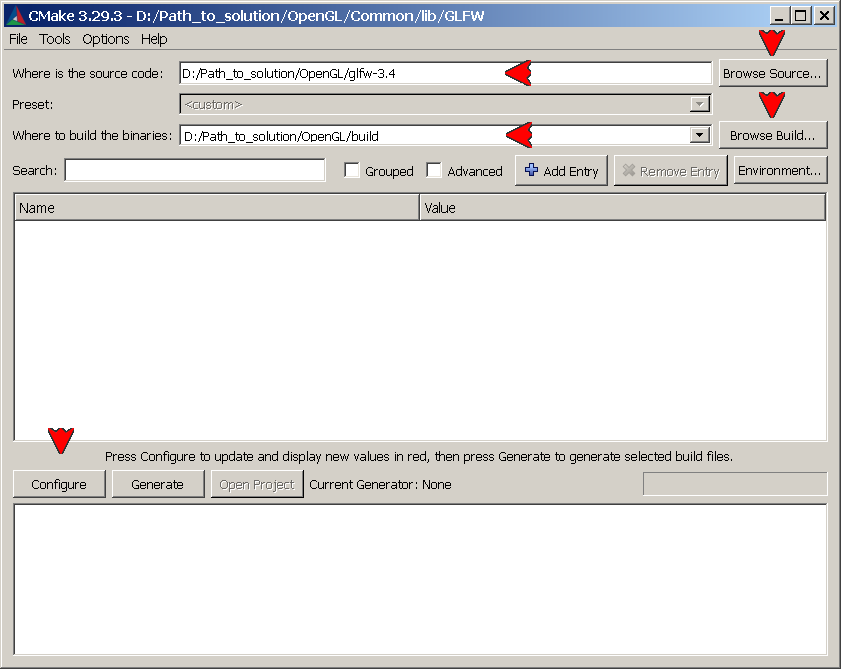 CMake 3.29.3 - D:/Path_to_solution/OpenGL/Common/lib/GLFW
File Tools Options Help
Where is the source code: D:/Path_to_solution/OpenGL/glfw-3.4 Browse Source...
Preset: <custom>
Where to build the binaries: D:/Path_to_solution/OpenGL/build Browse Build...
Search: Grouped Advanced Add Entry Remove Entry Environment...
Name Value
Press Configure to update and display new values in red, then press Generate to generate selected build files.
Configure Generate Open Project Current Generator: None